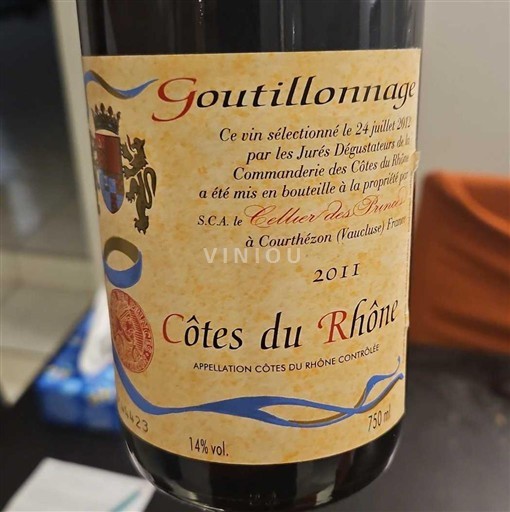 Goutillonnage
Ce vin sélectionné le 24 juillet 2012
par les Jurés Dégustateurs de la
Commanderie des Côtes du Rhône
a été mis en bouteille à la propriété par
S.C.A. le Cellier des Princes
à Courthézon (Vaucluse) France
VINIOU
2011
Côtes du Rhône
APPELLATION CÔTES DU RHÔNE CONTRÔLÉE
14% vol.
750 ml